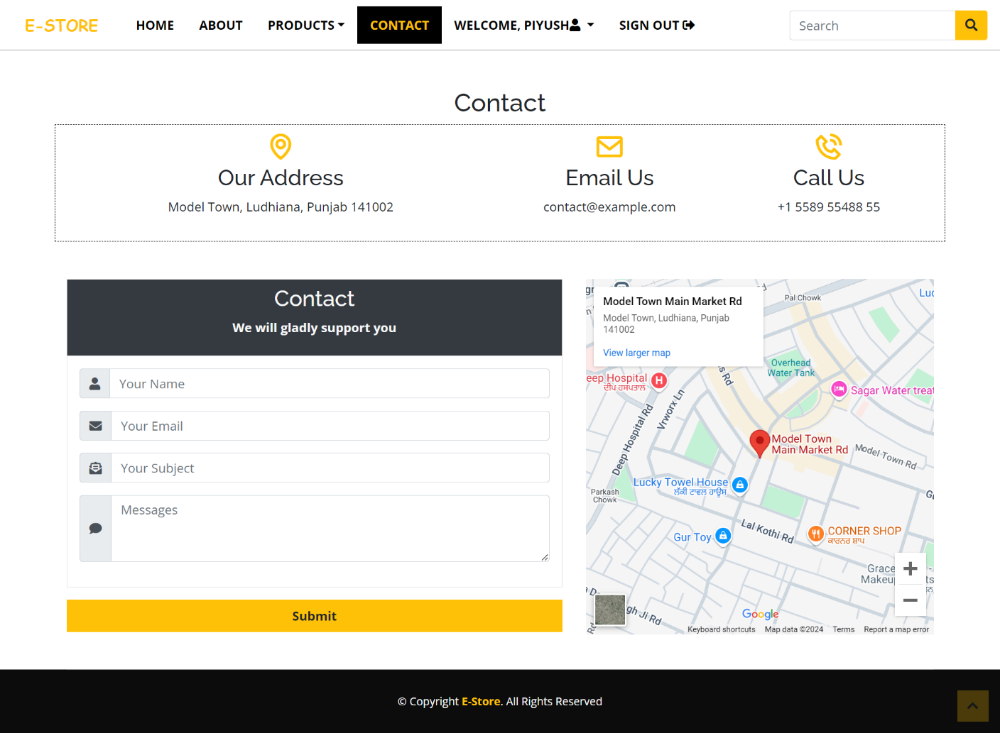 E-STORE
HOME
ABOUT
PRODUCTS
CONTACT
WELCOME, PIYUSH
SIGN OUT
Search
Contact
Our Address
Model Town, Ludhiana, Punjab 141002
Email Us
contact@example.com
Call Us
+1 5589 55488 55
Contact
We will gladly support you
Your Name
Your Email
Your Subject
Messages
Submit
Model Town Main Market Rd
Model Town, Ludhiana, Punjab
141002
View larger map
Pal Chowk
Overhead
Water Tank
eep Hospital
ਦੀਪ ਹਸਪਤਾਲ
H
Sagar Water treat
Vrworx Ln
Deep Hospital Rd
Model Town
Main Market Rd
Model Town Rd
Lucky Towel House
ਲੱਕੀ ਟਾਵਲ ਹਾਊਸ
Parkash
Chowk
Lal Kothi Rd
Gur Toy
CORNER SHOP
ਕਾਰਨਰ ਸ਼ਾਪ
Grace
Makeup
gh Ji Rd
Google
Keyboard shortcuts
Map data ©2024
Terms
Report a map error
© Copyright E-Store. All Rights Reserved